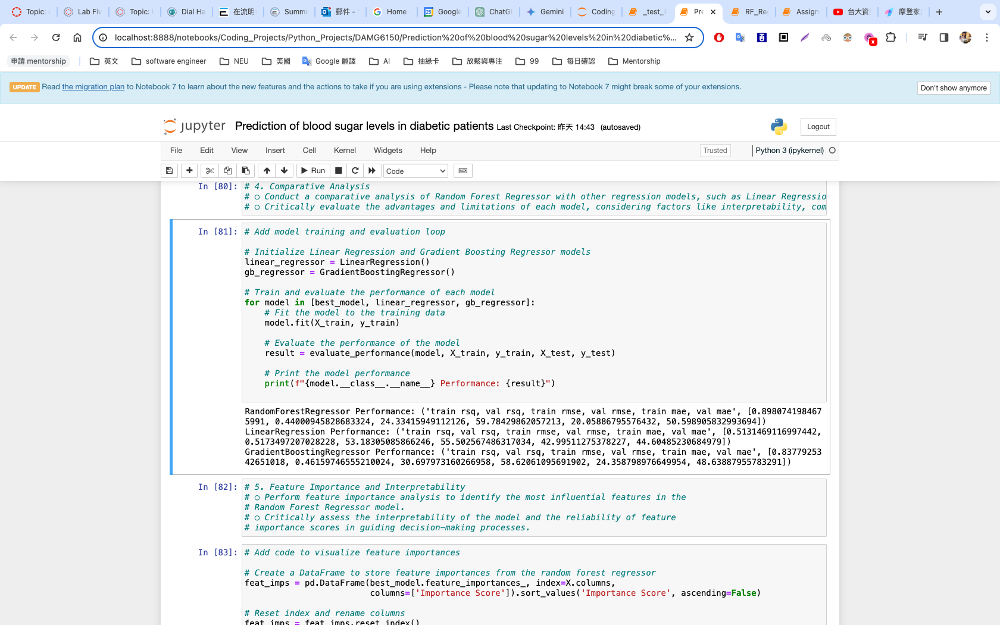 Topic:
Lab Fiv
Topic:
Dial Ha
在流明
Summ
郵件 -
Home
Google
ChatGP
Gemini
Coding
_test_
Pre
RF_Re
Assign
台大資
摩登家
localhost:8888/notebooks/Coding_Projects/Python_Projects/DAMG6150/Prediction%20of%20blood%20sugar%20levels%20in%20diabetic%...
申請 mentorship
英文
software engineer
NEU
美國
Google 翻譯
AI
抽綠卡
放鬆與專注
99
每日確認
Mentorship
UPDATE Read the migration plan to Notebook 7 to learn about the new features and the actions to take if you are using extensions - Please note that updating to Notebook 7 might break some of your extensions.
Don't show anymore
jupyter Prediction of blood sugar levels in diabetic patients Last Checkpoint: 昨天 14:43 (autosaved)
Logout
File Edit View Insert Cell Kernel Widgets Help
Trusted
Python 3 (ipykernel)
Run
Code
In [80]: # 4. Comparative Analysis
# ○ Conduct a comparative analysis of Random Forest Regressor with other regression models, such as Linear Regressio
# ○ Critically evaluate the advantages and limitations of each model, considering factors like interpretability, com
In [81]: # Add model training and evaluation loop
# Initialize Linear Regression and Gradient Boosting Regressor models
linear_regressor = LinearRegression()
gb_regressor = GradientBoostingRegressor()
# Train and evaluate the performance of each model
for model in [best_model, linear_regressor, gb_regressor]:
# Fit the model to the training data
model.fit(X_train, y_train)
# Evaluate the performance of the model
result = evaluate_performance(model, X_train, y_train, X_test, y_test)
# Print the model performance
print(f"{model.__class__.__name__} Performance: {result}")
RandomForestRegressor Performance: ('train rsq, val rsq, train rmse, val rmse, train mae, val mae', [0.898074198467
5991, 0.44000945828683324, 24.33415949112126, 59.78429862057213, 20.05886795576432, 50.598905832993694])
LinearRegression Performance: ('train rsq, val rsq, train rmse, val rmse, train mae, val mae', [0.5131469116997442,
0.5173497207028228, 53.18305085866246, 55.502567486317034, 42.99511275378227, 44.60485230684979])
GradientBoostingRegressor Performance: ('train rsq, val rsq, train rmse, val rmse, train mae, val mae', [0.83779253
42651018, 0.46159746555210024, 30.697973160266958, 58.62061095691902, 24.358798976649954, 48.63887955783291])
In [82]: # 5. Feature Importance and Interpretability
# ○ Perform feature importance analysis to identify the most influential features in the
# Random Forest Regressor model.
# ○ Critically assess the interpretability of the model and the reliability of feature
# importance scores in guiding decision-making processes.
In [83]: # Add code to visualize feature importances
# Create a DataFrame to store feature importances from the random forest regressor
feat_imps = pd.DataFrame(best_model.feature_importances_, index=X.columns,
columns=['Importance Score']).sort_values('Importance Score', ascending=False)
# Reset index and rename columns
feat_imps = feat_imps.reset_index()